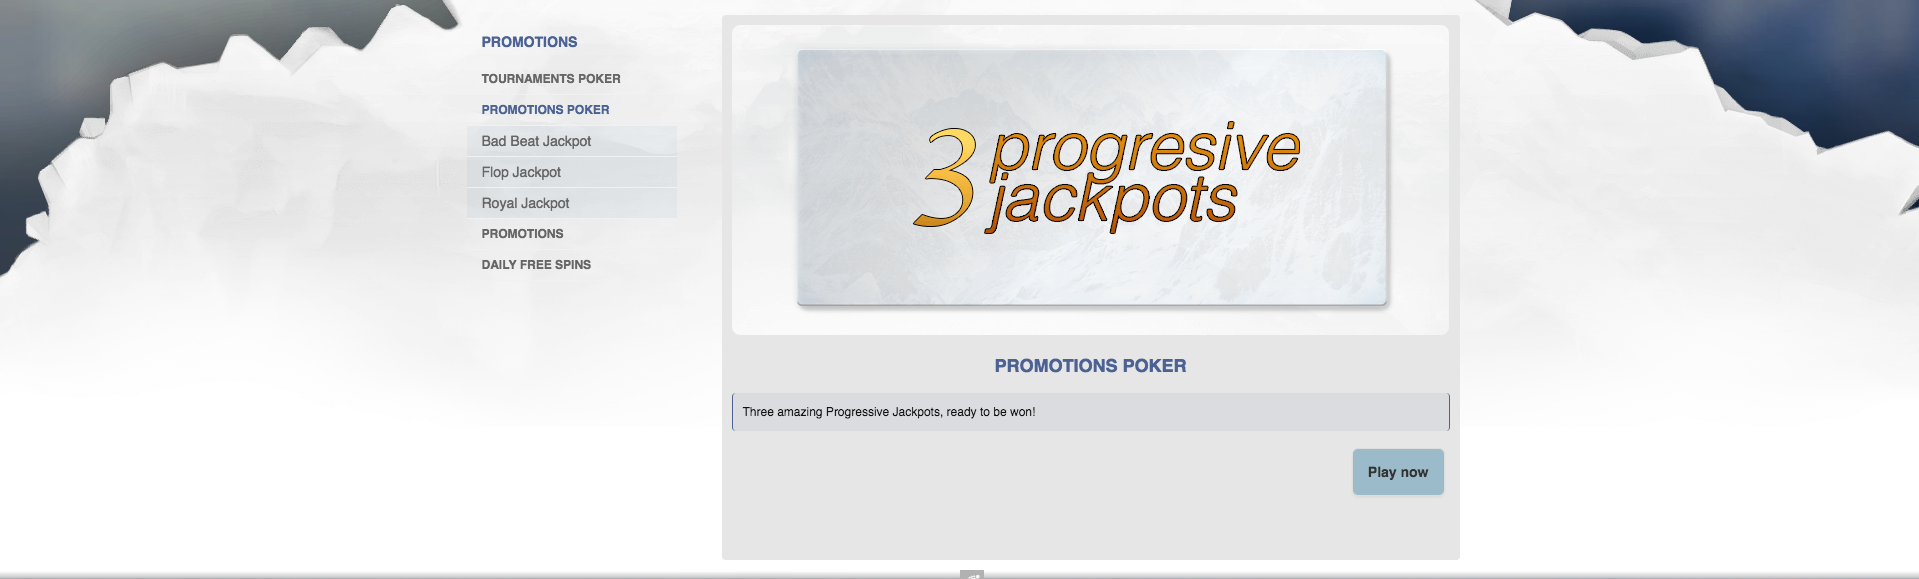 PROMOTIONS
TOURNAMENTS POKER
PROMOTIONS POKER
Bad Beat Jackpot
Flop Jackpot
Royal Jackpot
PROMOTIONS
DAILY FREE SPINS
3 progresive
jackpots
PROMOTIONS POKER
Three amazing Progressive Jackpots, ready to be won!
Play now